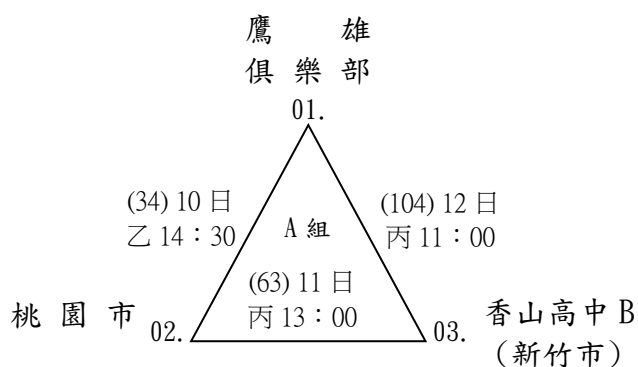 鷹 雄
俱 樂 部
01.
(34) 10 日
乙 14：30
A 組
(104) 12 日
丙 11：00
(63) 11 日
丙 13：00
桃 園 市 02.
03. 香山高中 B
（新竹市）